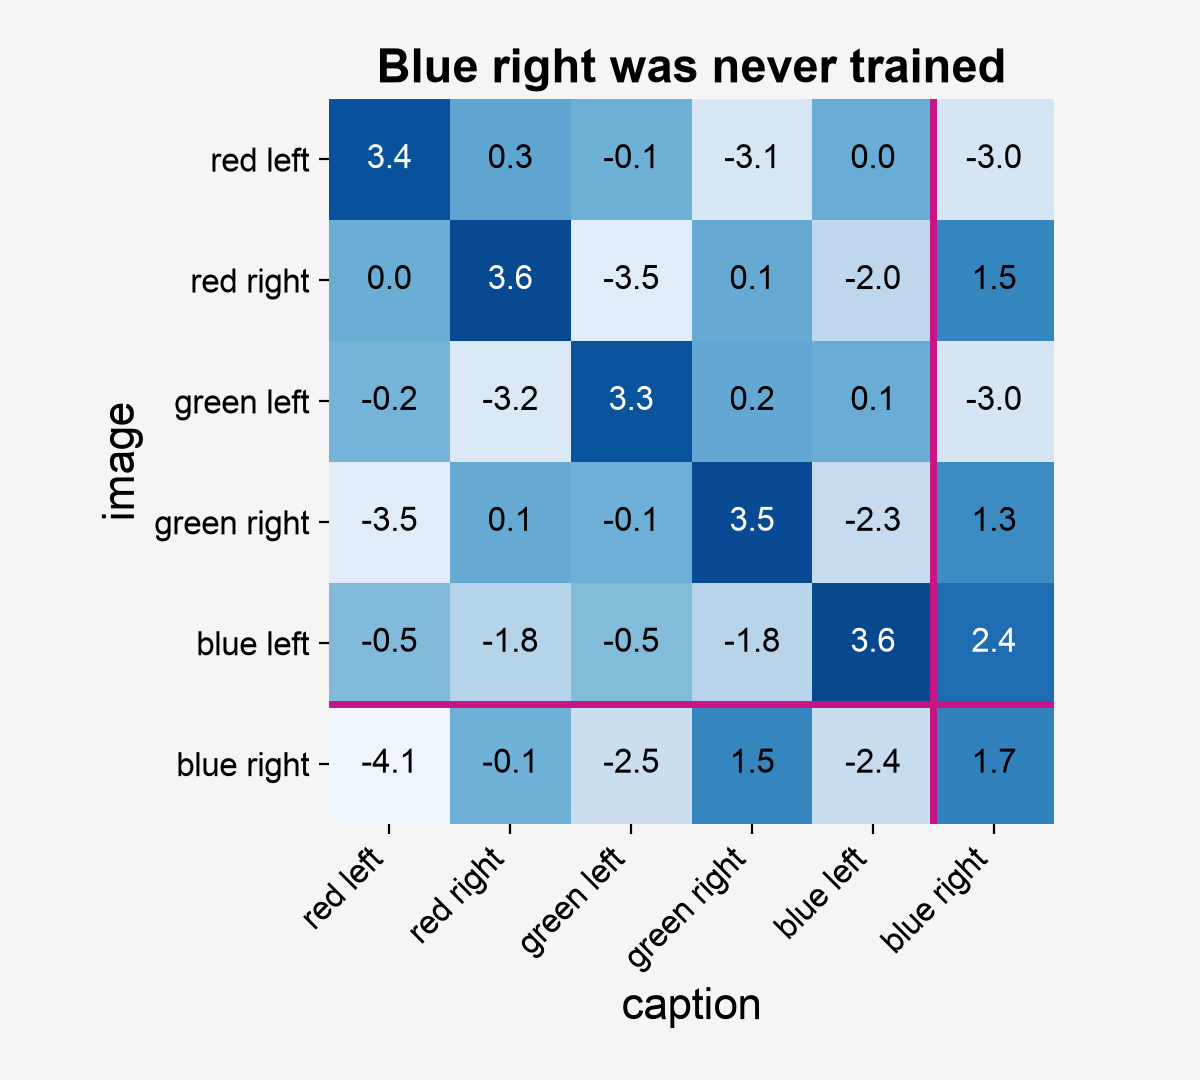 Blue right was never trained
red left 3.4 0.3 -0.1 -3.1 0.0 -3.0
red right 0.0 3.6 -3.5 0.1 -2.0 1.5
green left -0.2 -3.2 3.3 0.2 0.1 -3.0
green right -3.5 0.1 -0.1 3.5 -2.3 1.3
blue left -0.5 -1.8 -0.5 -1.8 3.6 2.4
blue right -4.1 -0.1 -2.5 1.5 -2.4 1.7
image
red left red right green left green right blue left blue right
caption